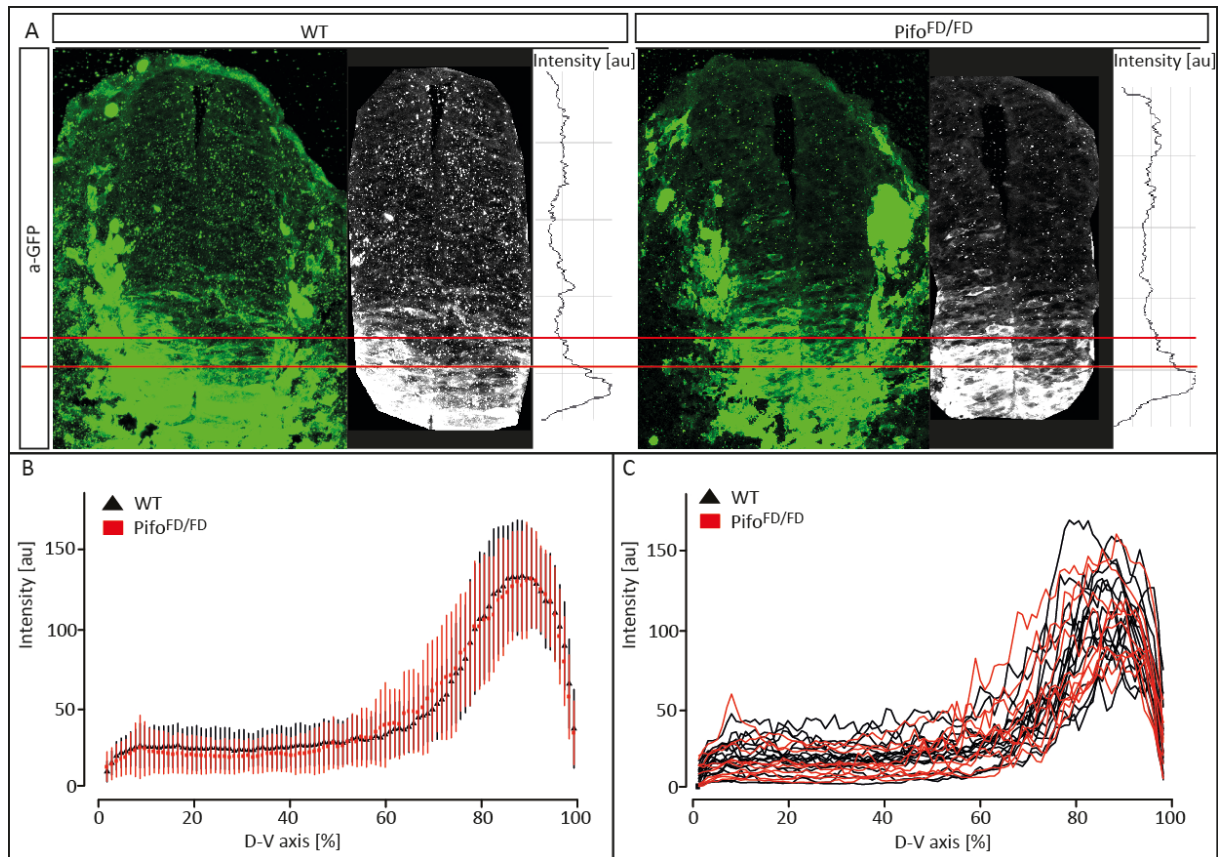 A
WT
Pifo^FD/FD
a-GFP
Intensity [au]
Intensity [au]
B
WT
Pifo^FD/FD
Intensity [au]
150
100
50
0
0 20 40 60 80 100
D-V axis [%]
C
WT
Pifo^FD/FD
Intensity [au]
150
100
50
0
0 20 40 60 80 100
D-V axis [%]